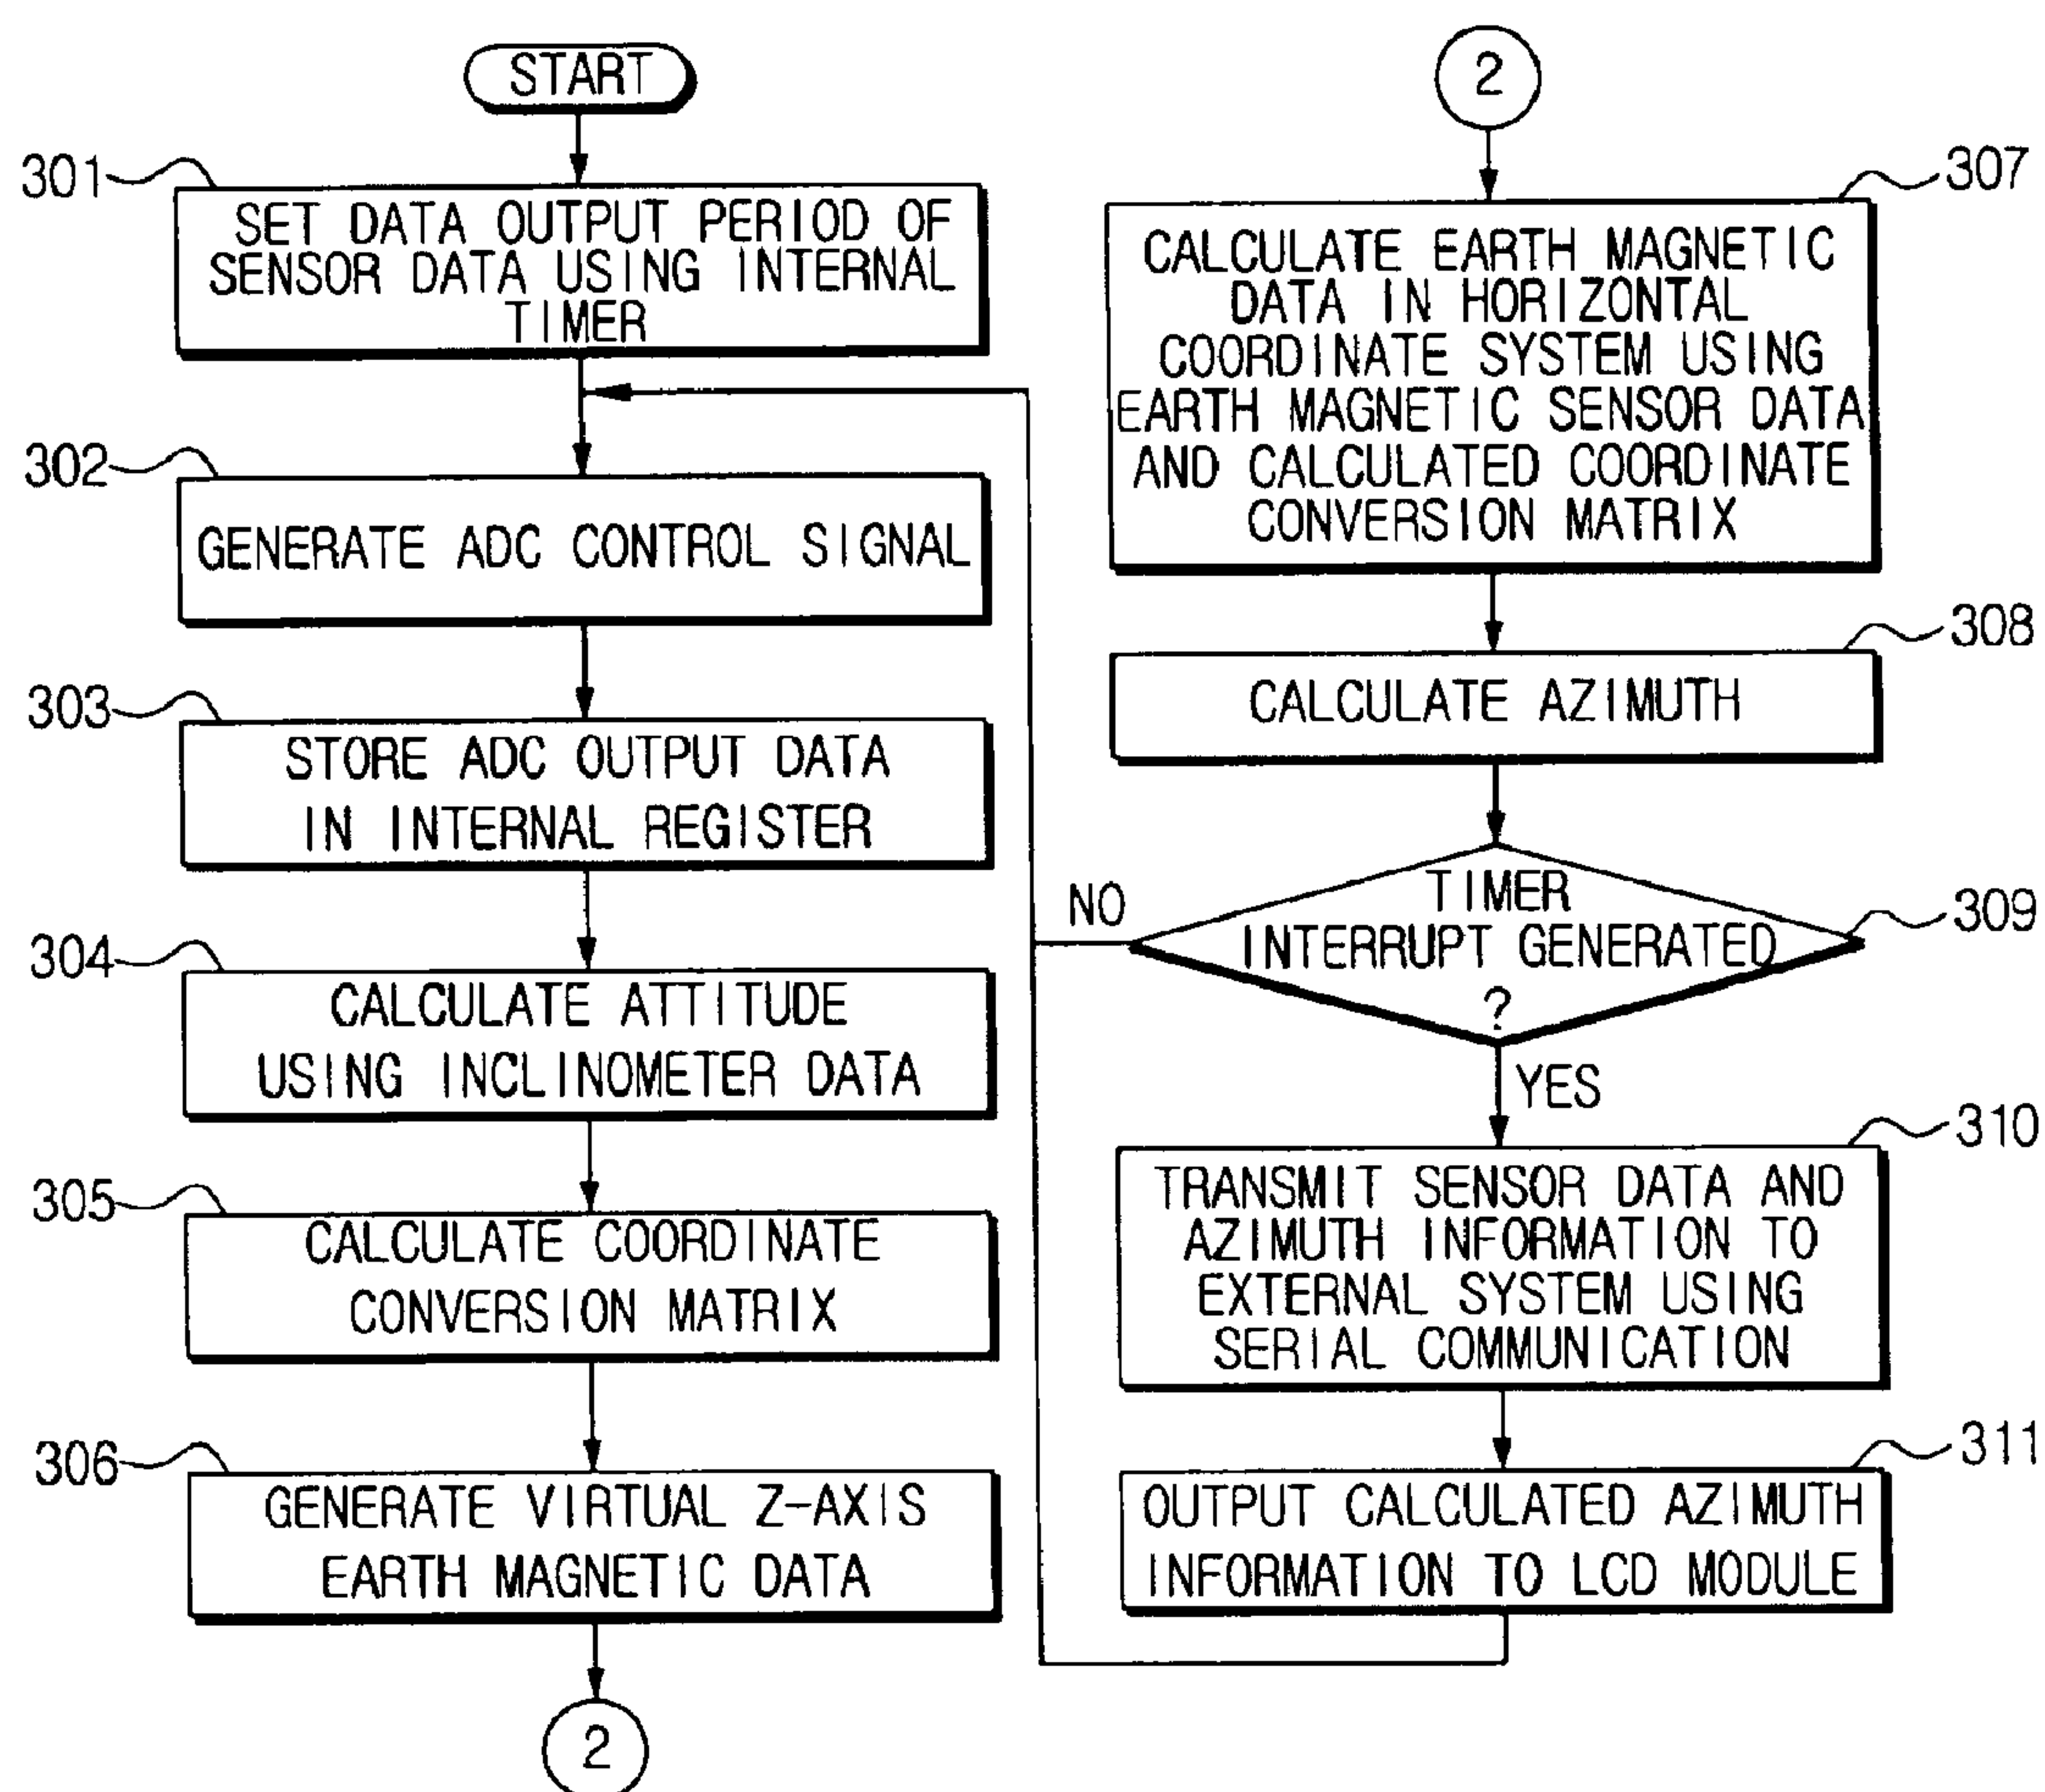 START
301
SET DATA OUTPUT PERIOD OF
SENSOR DATA USING INTERNAL
TIMER
302
GENERATE ADC CONTROL SIGNAL
303
STORE ADC OUTPUT DATA
IN INTERNAL REGISTER
304
CALCULATE ATTITUDE
USING INCLINOMETER DATA
305
CALCULATE COORDINATE
CONVERSION MATRIX
306
GENERATE VIRTUAL Z-AXIS
EARTH MAGNETIC DATA
2
2
307
CALCULATE EARTH MAGNETIC
DATA IN HORIZONTAL
COORDINATE SYSTEM USING
EARTH MAGNETIC SENSOR DATA
AND CALCULATED COORDINATE
CONVERSION MATRIX
308
CALCULATE AZIMUTH
309
TIMER
INTERRUPT GENERATED
?
NO
YES
310
TRANSMIT SENSOR DATA AND
AZIMUTH INFORMATION TO
EXTERNAL SYSTEM USING
SERIAL COMMUNICATION
311
OUTPUT CALCULATED AZIMUTH
INFORMATION TO LCD MODULE